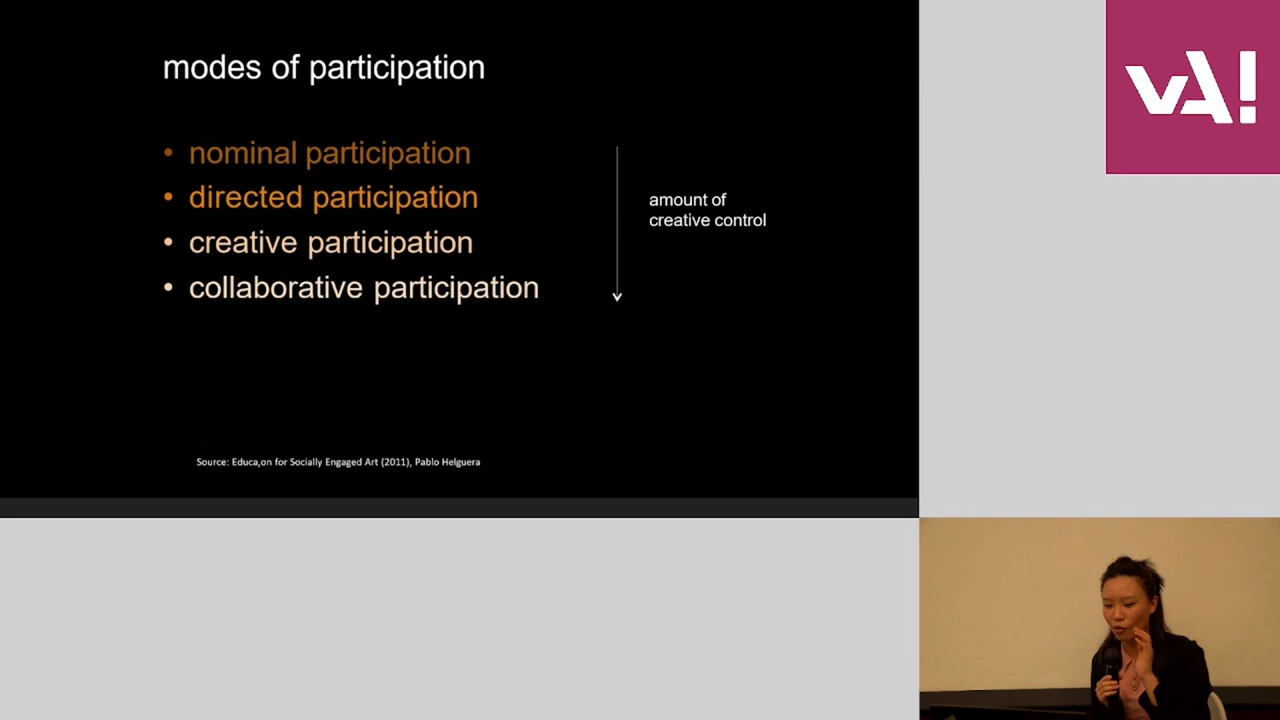 modes of participation
• nominal participation
• directed participation
• creative participation
• collaborative participation
amount of
creative control
Source: Educa,on for Socially Engaged Art (2011), Pablo Helguera
vA!